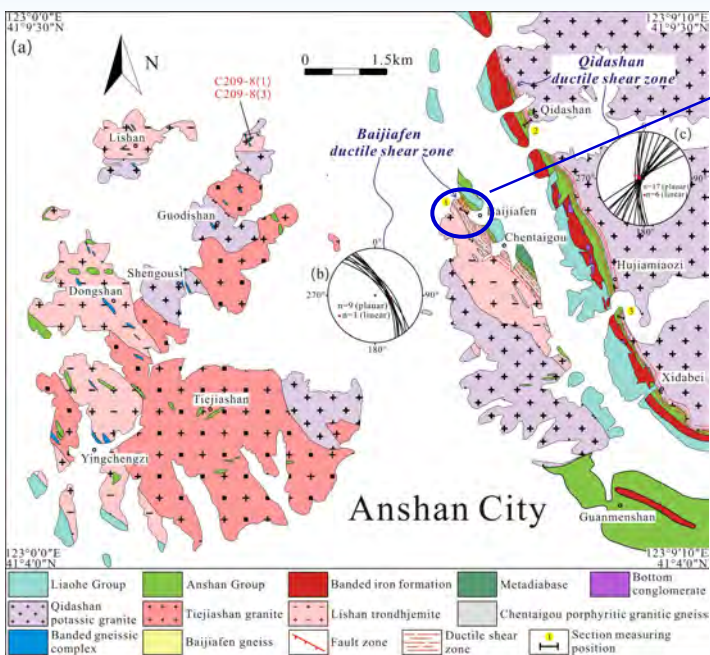 123°0′0″E
41°9′30″N
123°9′10″E
41°9′30″N
(a)
N
0 1.5km
C209-8(1)
C209-8(3)
Qidashan
ductile shear
zone
Qidashan
2
Lishan
Baijiafen
ductile shear zone
(c)
0°
270°
90°
n=17 (planar)
n=6 (linear)
180°
1
Baijiafen
Guodishan
Chentaigou
Shengousi
Hujiamiaozi
(b)
0°
270°
90°
n=9 (planar)
n=3 (linear)
180°
Dongshan
3
Xidabei
Tiejiashan
Yingchengzi
Anshan City
Guanmenshan
123°0′0″E
41°4′0″N
123°9′10″E
41°4′0″N
Liaohe Group
Anshan Group
Banded iron formation
Metadiabase
Bottom
conglomerate
Qidashan
potassic granite
Tiejiashan granite
Lishan trondhjemite
Chentaigou porphyritic granitic gneiss
Banded gneissic
complex
Baijiafen gneiss
Fault zone
Ductile shear
zone
1
Section measuring
position